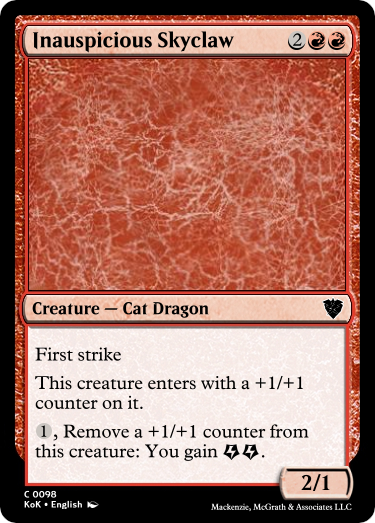 Inauspicious Skyclaw 2
Creature — Cat Dragon
First strike
This creature enters with a +1/+1
counter on it.
1, Remove a +1/+1 counter from
this creature: You gain .
2/1
C 0098
KoK • English
Mackenzie, McGrath & Associates LLC